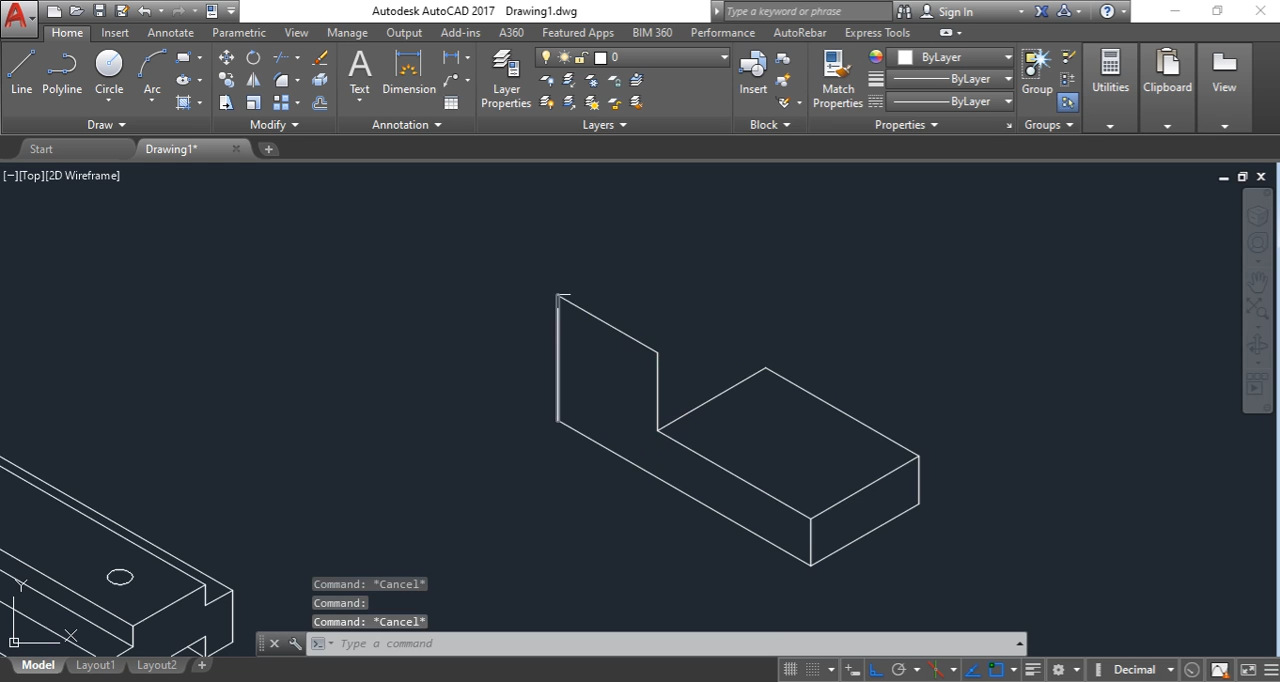 Autodesk AutoCAD 2017 Drawing1.dwg
Type a keyword or phrase
Sign In
Home Insert Annotate Parametric View Manage Output Add-ins A360 Featured Apps BIM 360 Performance AutoRebar Express Tools
0
ByLayer
ByLayer
ByLayer
Line Polyline Circle Arc
Text Dimension
Layer
Properties
Insert
Match
Properties
Group Utilities Clipboard View
Draw Modify Annotation Layers Block Properties Groups
Start Drawing1*
[−][Top][2D Wireframe]
Y
X
Command: *Cancel*
Command:
Command: *Cancel*
Type a command
Model Layout1 Layout2
Decimal